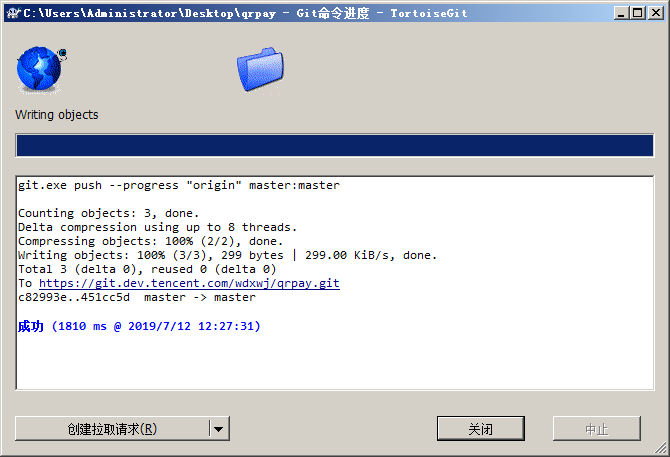 C:\Users\Administrator\Desktop\qrpay - Git命令进度 - TortoiseGit
Writing objects
git.exe push --progress "origin" master:master
Counting objects: 3, done.
Delta compression using up to 8 threads.
Compressing objects: 100% (2/2), done.
Writing objects: 100% (3/3), 299 bytes | 299.00 KiB/s, done.
Total 3 (delta 0), reused 0 (delta 0)
To https://git.dev.tencent.com/wdxwj/qrpay.git
c82993e..451cc5d  master -> master
成功 (1810 ms @ 2019/7/12 12:27:31)
创建拉取请求(R)
关闭
中止